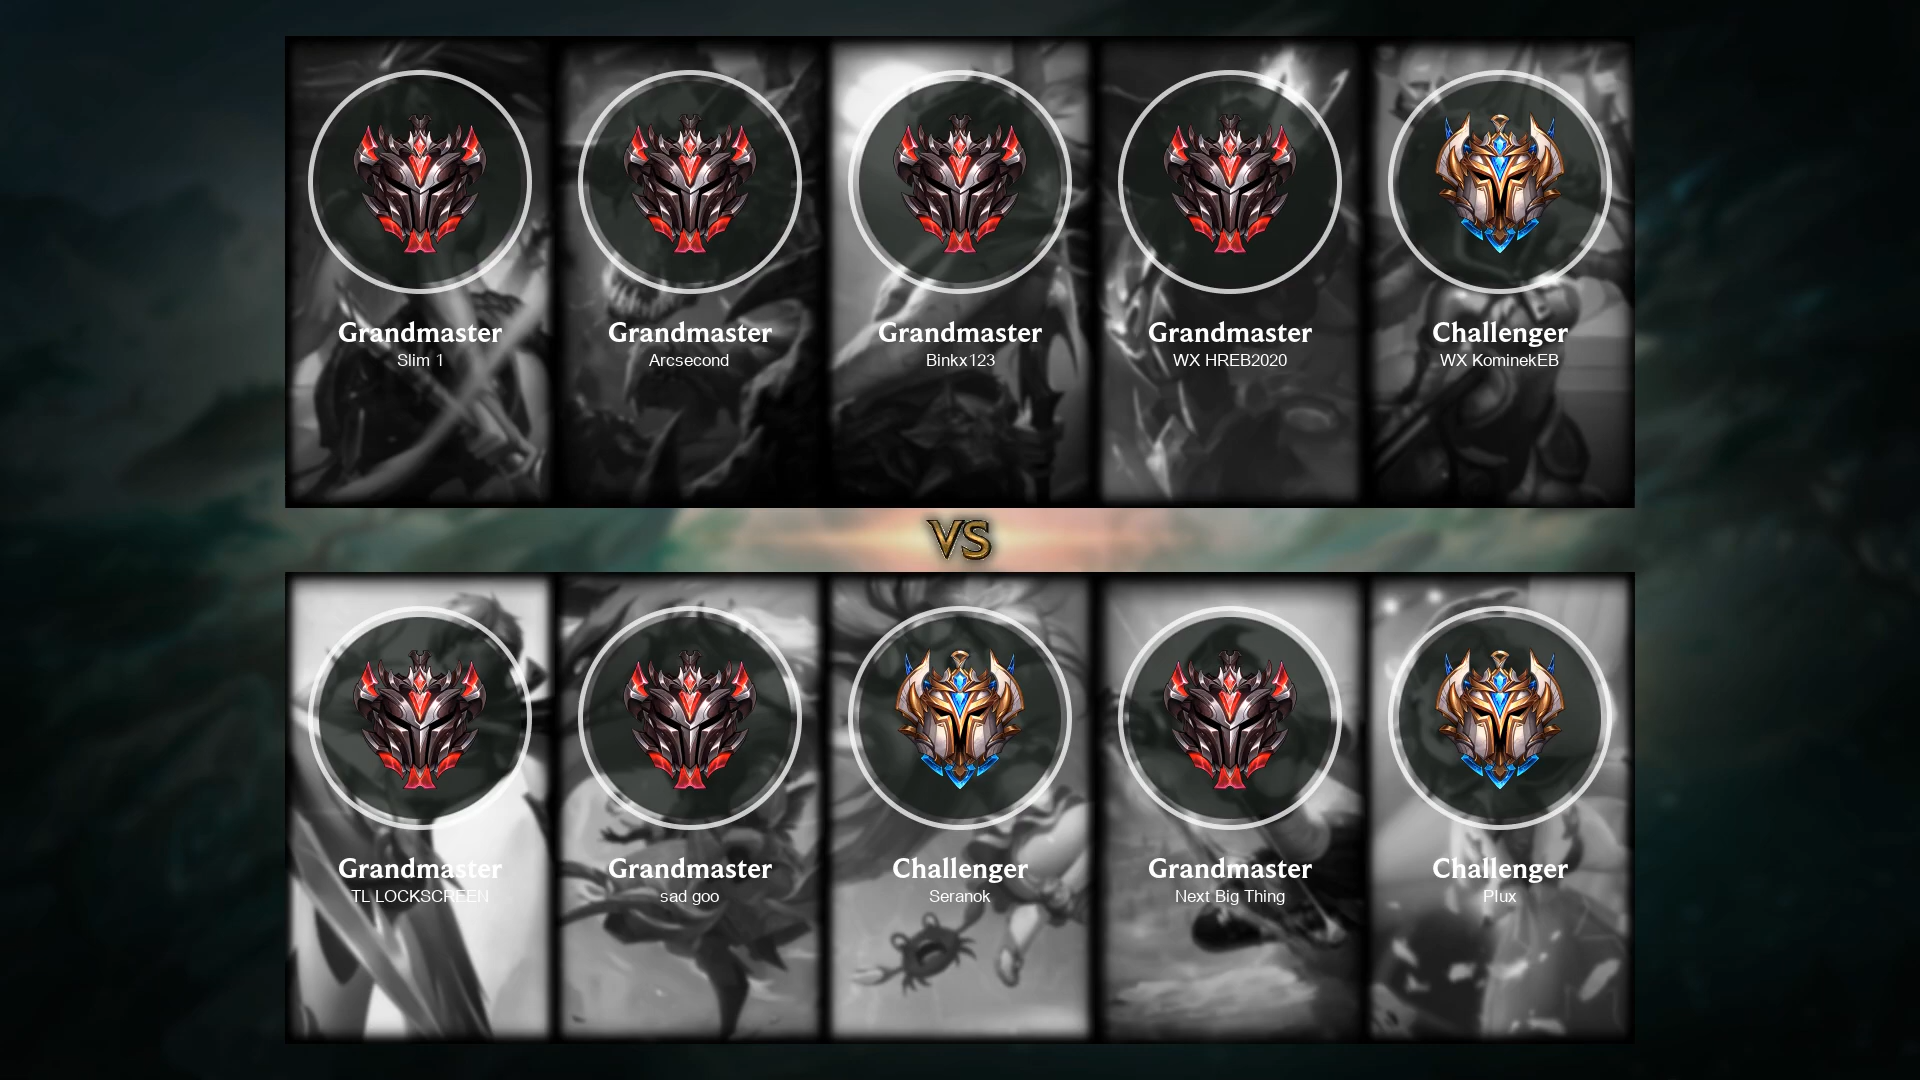 Grandmaster
Slim 1
Grandmaster
Arcsecond
Grandmaster
Binkx123
Grandmaster
WX HREB2020
Challenger
WX KominekEB
VS
Grandmaster
TL LOCKSCREEN
Grandmaster
sad goo
Challenger
Seranok
Grandmaster
Next Big Thing
Challenger
Plux